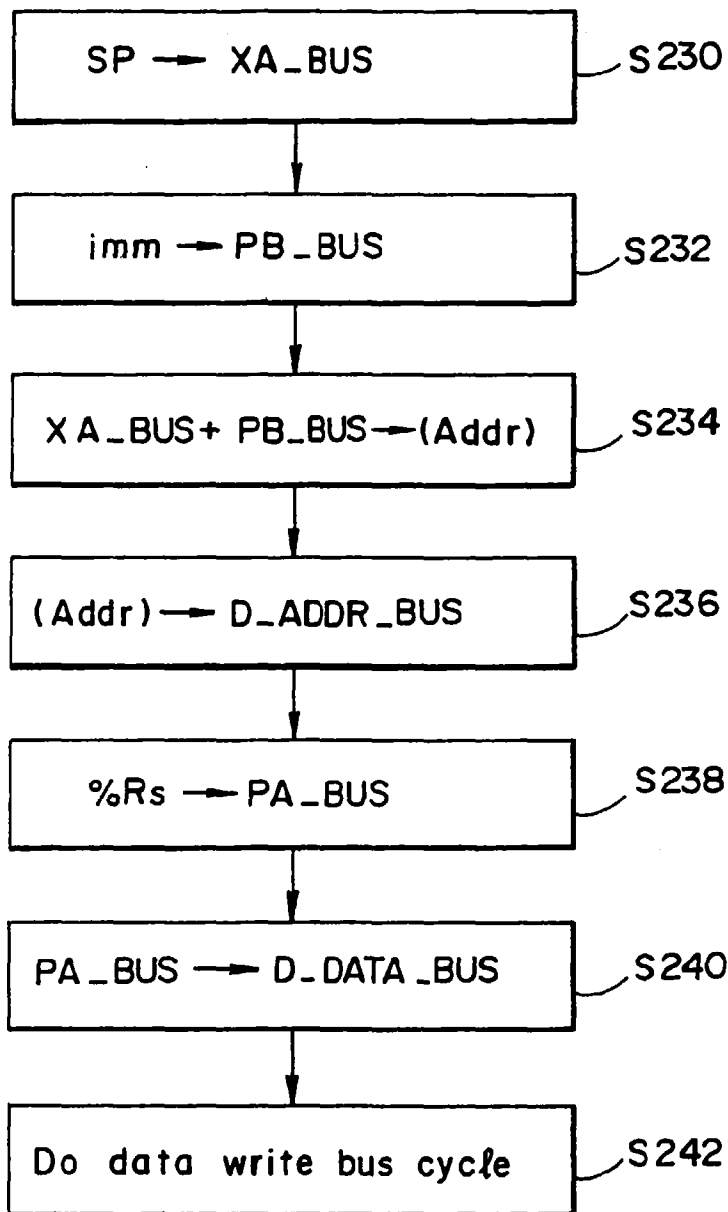 SP → XA_BUS S230
imm → PB_BUS S232
XA_BUS + PB_BUS → (Addr) S234
(Addr) → D_ADDR_BUS S236
%Rs → PA_BUS S238
PA_BUS → D_DATA_BUS S240
Do data write bus cycle S242